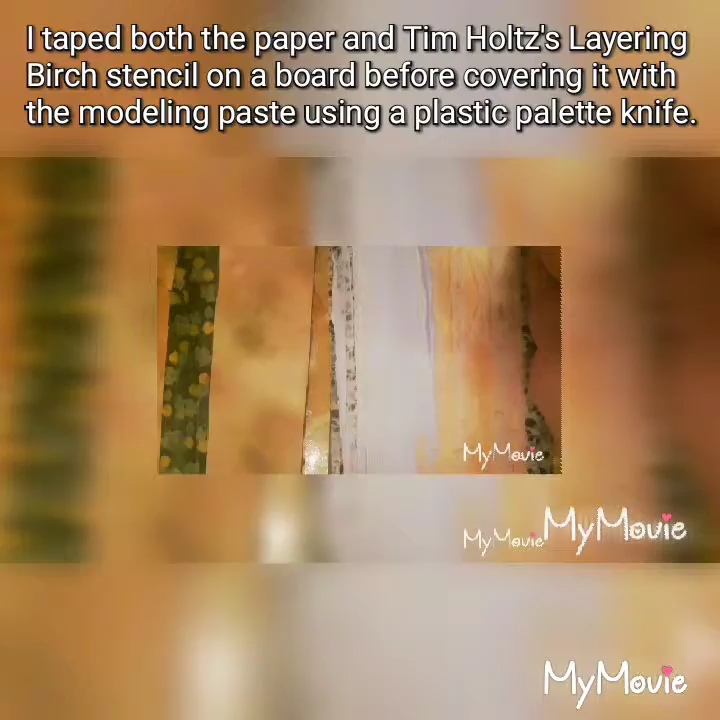 I taped both the paper and Tim Holtz's Layering
Birch stencil on a board before covering it with
the modeling paste using a plastic palette knife.
MyMovie
MyMovie
MyMovie
MyMovie